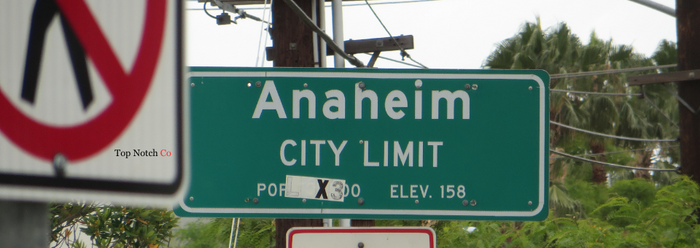 Anaheim
CITY LIMIT
ELEV. 158
Top Notch Co